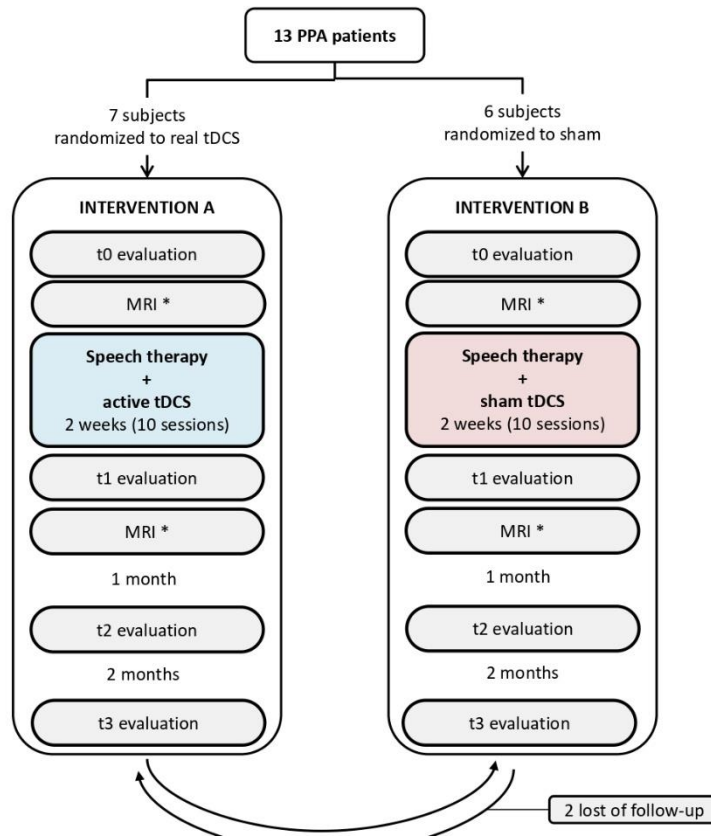 13 PPA patients
7 subjects
randomized to real tDCS
6 subjects
randomized to sham
INTERVENTION A
t0 evaluation
MRI *
Speech therapy
+
active tDCS
2 weeks (10 sessions)
t1 evaluation
MRI *
1 month
t2 evaluation
2 months
t3 evaluation
INTERVENTION B
t0 evaluation
MRI *
Speech therapy
+
sham tDCS
2 weeks (10 sessions)
t1 evaluation
MRI *
1 month
t2 evaluation
2 months
t3 evaluation
2 lost of follow-up